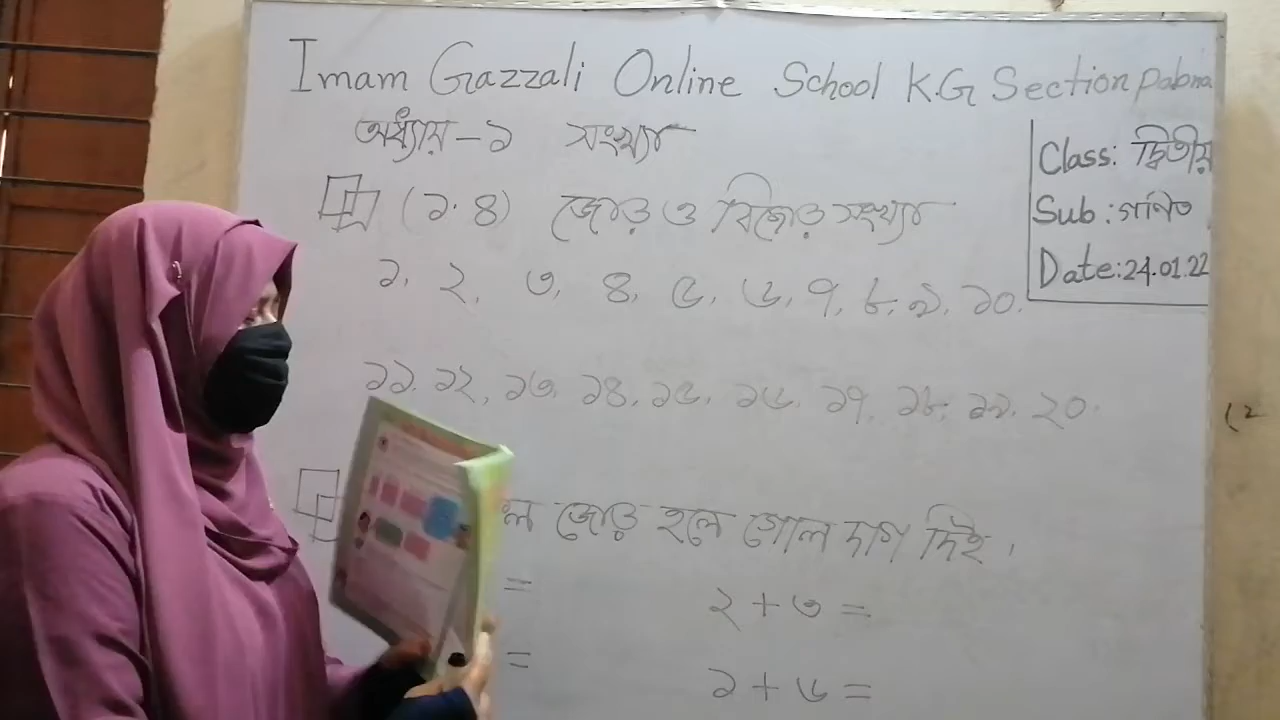 Imam Gazzali Online School K.G Section Pabna
অধ্যায় - ১ সংখ্যা
Class: দ্বিতীয়
Sub : গণিত
Date: 24.01.22
(১.৪) জোড় ও বিজোড় সংখ্যা
১, ২, ৩, ৪, ৫, ৬, ৭, ৮, ৯, ১০.
১১, ১২, ১৩, ১৪, ১৫, ১৬, ১৭, ১৮, ১৯, ২০.
জোড় হলে গোল দাগ দিই।
=
২ + ৩ =
=
১ + ৬ =